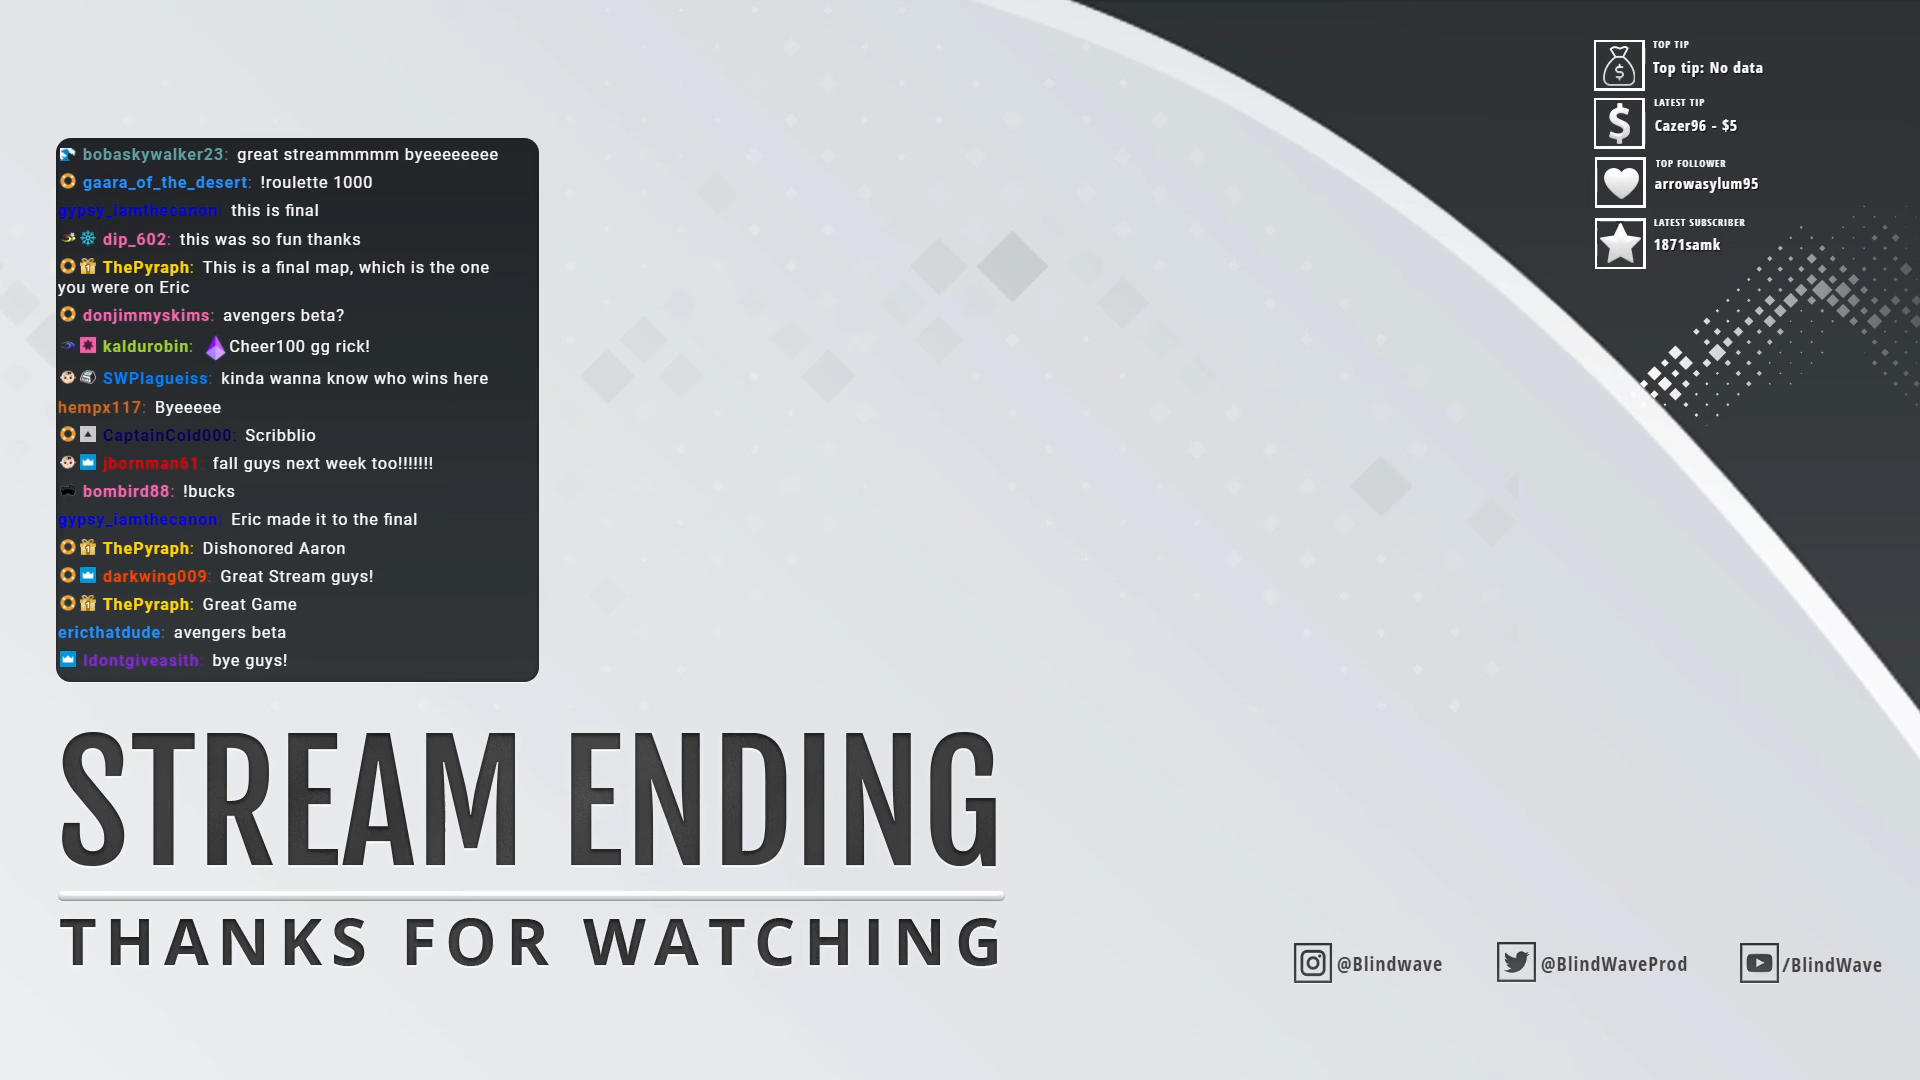 bobaskywalker23: great streammmmm byeeeeeeee
gaara_of_the_desert: !roulette 1000
gypsy_iamthecanon: this is final
dip_602: this was so fun thanks
ThePyraph: This is a final map, which is the one
you were on Eric
donjimmyskims: avengers beta?
kaldurobin: Cheer100 gg rick!
SWPlagueiss: kinda wanna know who wins here
hempx117: Byeeeee
CaptainCold000: Scribblio
jbornman61: fall guys next week too!!!!!!!
bombird88: !bucks
gypsy_iamthecanon: Eric made it to the final
ThePyraph: Dishonored Aaron
darkwing009: Great Stream guys!
ThePyraph: Great Game
ericthatdude: avengers beta
Idontgiveasith: bye guys!
STREAM ENDING
THANKS FOR WATCHING
TOP TIP
Top tip: No data
LATEST TIP
Cazer96 - $5
TOP FOLLOWER
arrowasylum95
LATEST SUBSCRIBER
1871samk
@Blindwave
@BlindWaveProd
/BlindWave